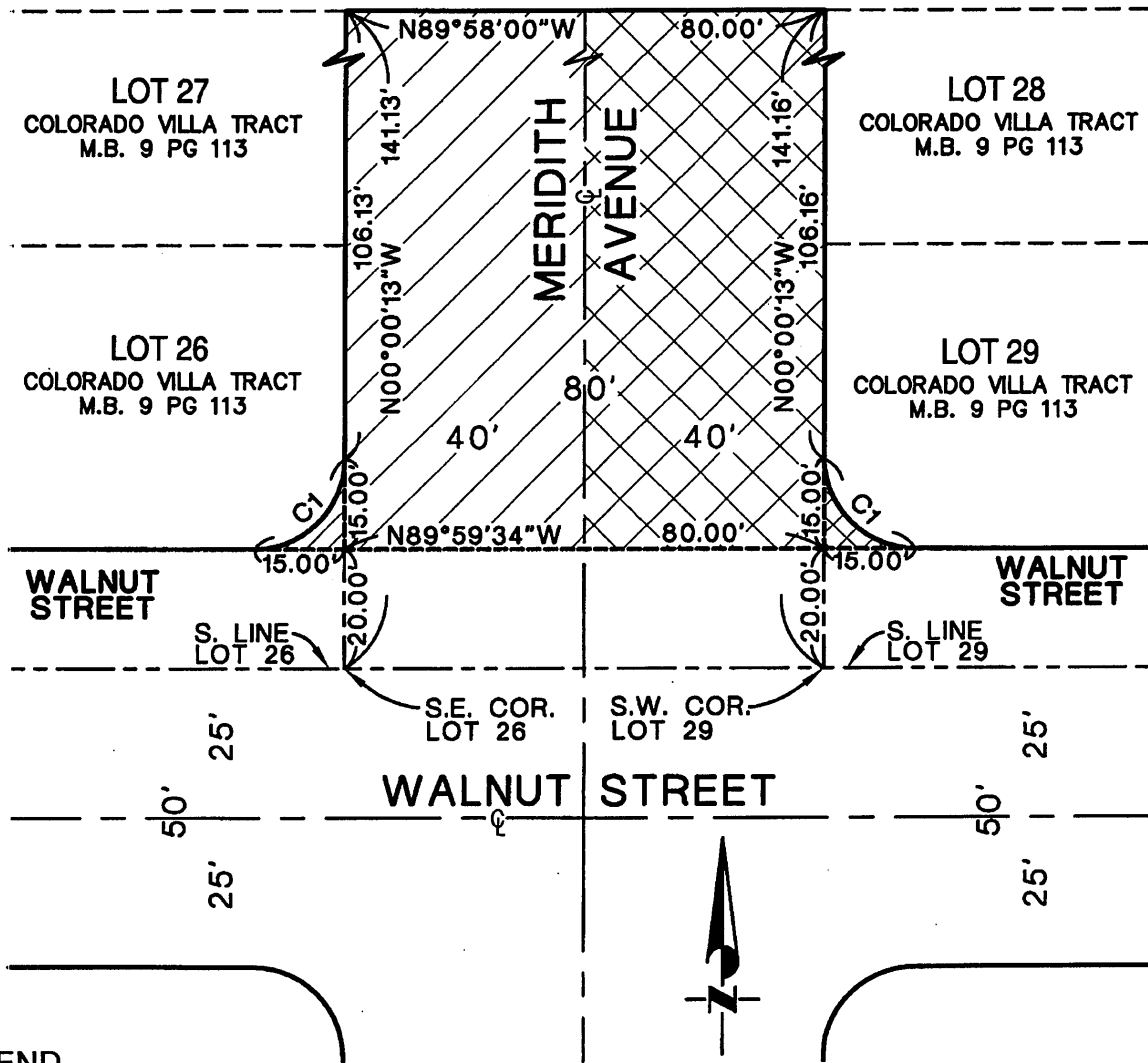 N89°58'00"W
80.00'
LOT 27
COLORADO VILLA TRACT
M.B. 9 PG 113
141.13'
106.13'
N00°00'13"W
MERIDITH
AVENUE
℄
141.16'
106.16'
N00°00'13"W
LOT 28
COLORADO VILLA TRACT
M.B. 9 PG 113
LOT 26
COLORADO VILLA TRACT
M.B. 9 PG 113
80'
40'
40'
LOT 29
COLORADO VILLA TRACT
M.B. 9 PG 113
C1
15.00'
15.00'
C1
N89°59'34"W
80.00'
15.00'
15.00'
WALNUT
STREET
20.00'
20.00'
WALNUT
STREET
S. LINE
LOT 26
S. LINE
LOT 29
S.E. COR.
LOT 26
S.W. COR.
LOT 29
25'
25'
WALNUT STREET
50'
℄
50'
25'
25'
N
END